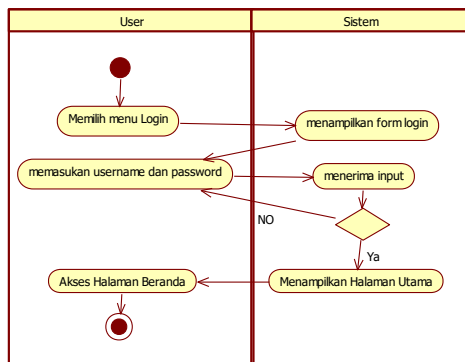 User
Sistem
Memilih menu Login
menampilkan form login
memasukan username dan password
menerima input
NO
Ya
Akses Halaman Beranda
Menampilkan Halaman Utama